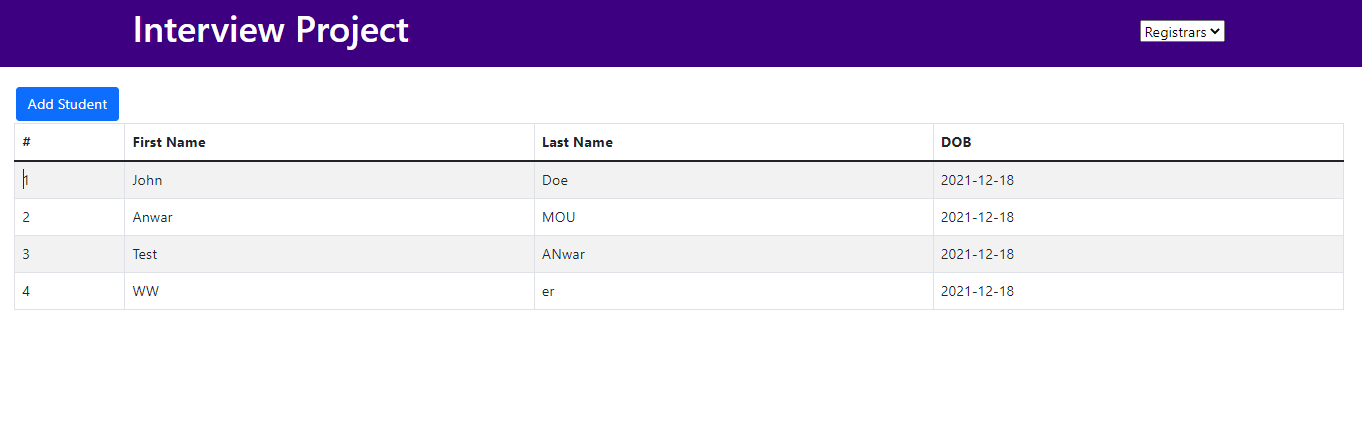 Interview Project
Registrars
Add Student
# First Name Last Name DOB
1 John Doe 2021-12-18
2 Anwar MOU 2021-12-18
3 Test ANwar 2021-12-18
4 WW er 2021-12-18